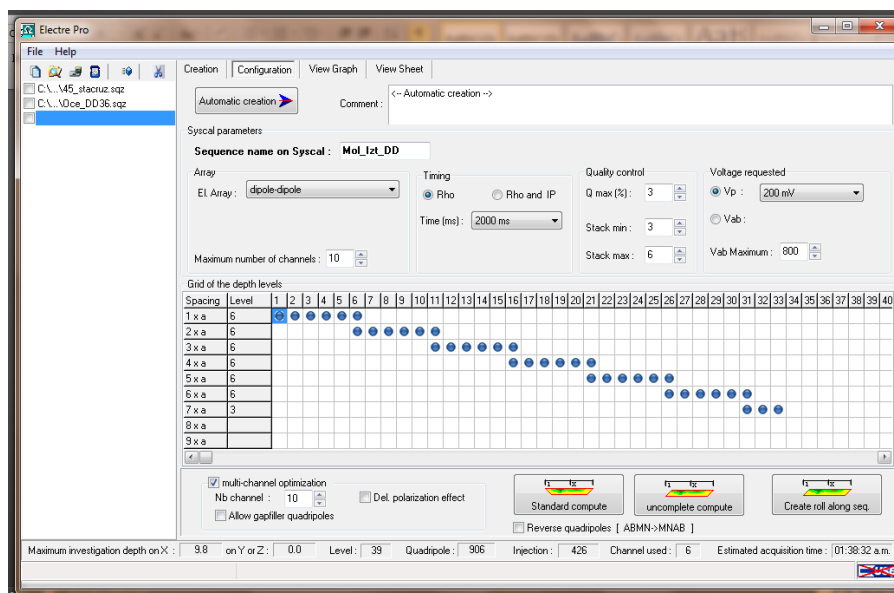 Electre Pro
File Help
Creation Configuration View Graph View Sheet
C:\...\45_stacruz.sqz
C:\...\Oce_DD36.sqz
Automatic creation
Comment :
<-- Automatic creation -->
Syscal parameters
Sequence name on Syscal : Mol_Izt_DD
Array
El. Array : dipole-dipole
Maximum number of channels : 10
Timing
Rho Rho and IP
Time (ms) : 2000 ms
Quality control
Q max (%) : 3
Stack min : 3
Stack max : 6
Voltage requested
Vp : 200 mV
Vab :
Vab Maximum : 800
Grid of the depth levels
Spacing Level 1 2 3 4 5 6 7 8 9 10 11 12 13 14 15 16 17 18 19 20 21 22 23 24 25 26 27 28 29 30 31 32 33 34 35 36 37 38 39 40
1 x a 6
2 x a 6
3 x a 6
4 x a 6
5 x a 6
6 x a 6
7 x a 3
8 x a
9 x a
multi-channel optimization
Nb channel : 10
Del. polarization effect
Allow gapfiller quadripoles
Standard compute
uncomplete compute
Create roll along seq.
Reverse quadripoles [ ABMN->MNAB ]
Maximum investigation depth on X : 9.8 on Y or Z : 0.0 Level : 39 Quadripole : 906 Injection : 426 Channel used : 6 Estimated acquisition time : 01:38:32 a.m.